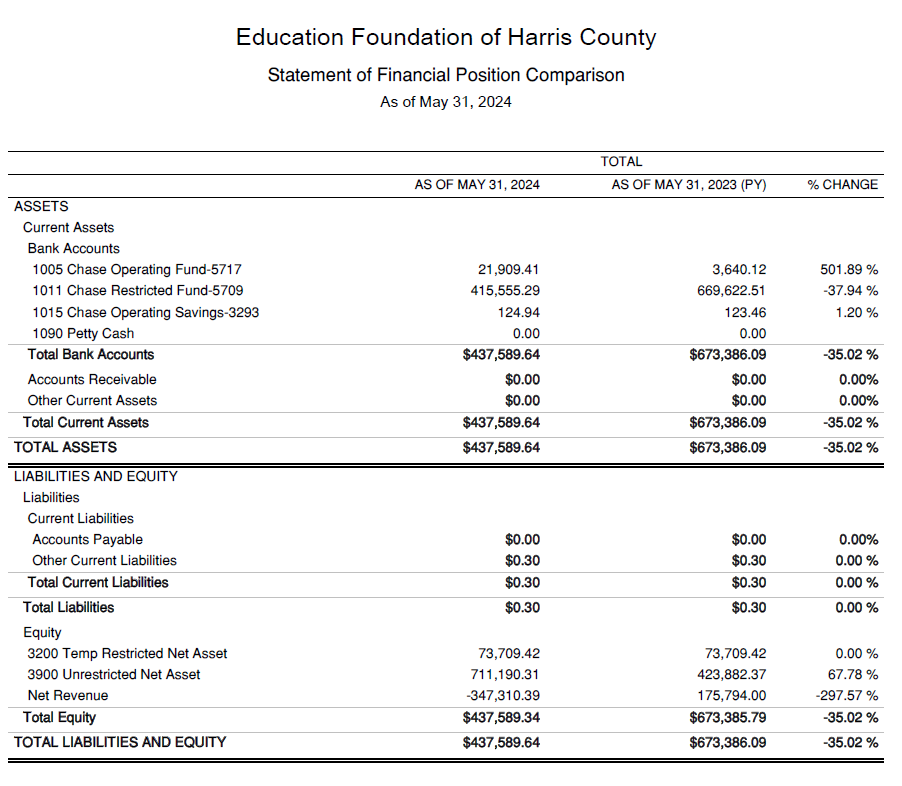 Education Foundation of Harris County
Statement of Financial Position Comparison
As of May 31, 2024
TOTAL
AS OF MAY 31, 2024 AS OF MAY 31, 2023 (PY) % CHANGE
ASSETS
Current Assets
Bank Accounts
1005 Chase Operating Fund-5717 21,909.41 3,640.12 501.89 %
1011 Chase Restricted Fund-5709 415,555.29 669,622.51 -37.94 %
1015 Chase Operating Savings-3293 124.94 123.46 1.20 %
1090 Petty Cash 0.00 0.00
Total Bank Accounts $437,589.64 $673,386.09 -35.02 %
Accounts Receivable $0.00 $0.00 0.00%
Other Current Assets $0.00 $0.00 0.00%
Total Current Assets $437,589.64 $673,386.09 -35.02 %
TOTAL ASSETS $437,589.64 $673,386.09 -35.02 %
LIABILITIES AND EQUITY
Liabilities
Current Liabilities
Accounts Payable $0.00 $0.00 0.00%
Other Current Liabilities $0.30 $0.30 0.00 %
Total Current Liabilities $0.30 $0.30 0.00 %
Total Liabilities $0.30 $0.30 0.00 %
Equity
3200 Temp Restricted Net Asset 73,709.42 73,709.42 0.00 %
3900 Unrestricted Net Asset 711,190.31 423,882.37 67.78 %
Net Revenue -347,310.39 175,794.00 -297.57 %
Total Equity $437,589.34 $673,385.79 -35.02 %
TOTAL LIABILITIES AND EQUITY $437,589.64 $673,386.09 -35.02 %